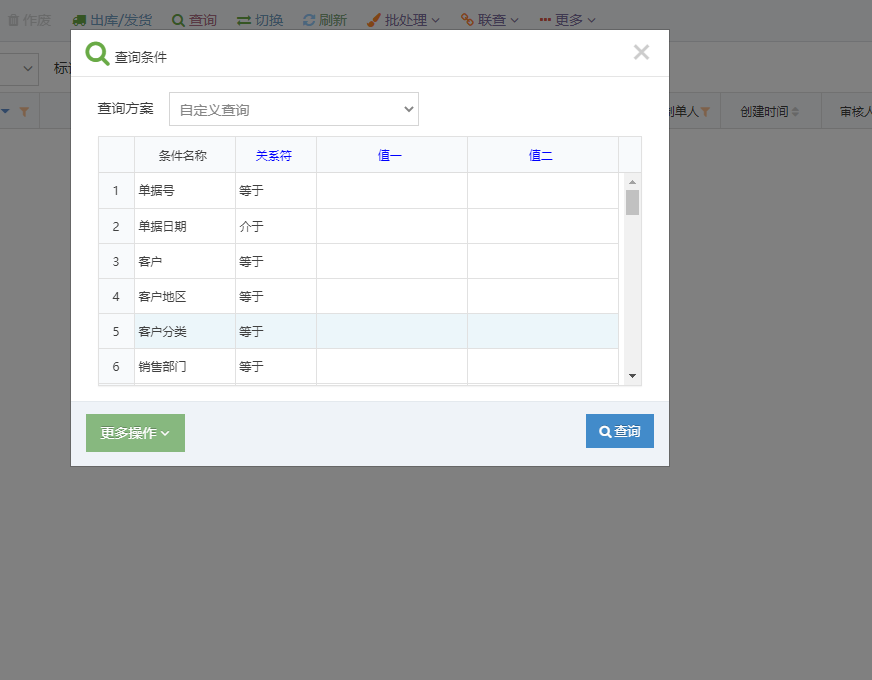 作废 出库/发货 查询 切换 刷新 批处理 联查 更多
标
查询条件
查询方案 自定义查询
制单人 创建时间 审核人
条件名称 关系符 值一 值二
1 单据号 等于
2 单据日期 介于
3 客户 等于
4 客户地区 等于
5 客户分类 等于
6 销售部门 等于
更多操作 查询